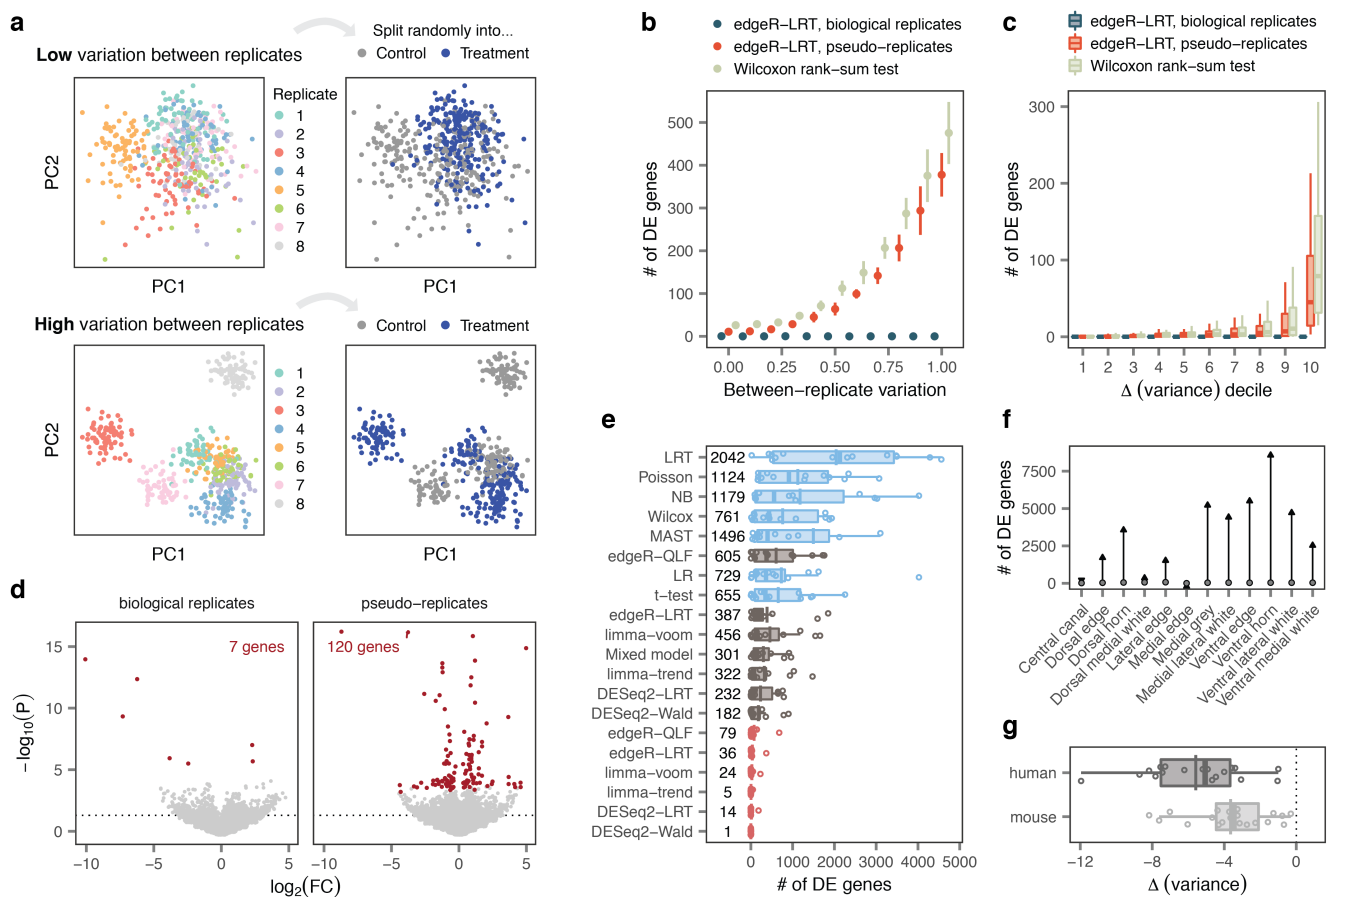 a
Split randomly into...
Low variation between replicates
Control
Treatment
Replicate
1
2
3
4
5
6
7
8
PC2
PC1
PC1
High variation between replicates
Control
Treatment
1
2
3
4
5
6
7
8
PC2
PC1
PC1
b
edgeR−LRT, biological replicates
edgeR−LRT, pseudo−replicates
Wilcoxon rank−sum test
# of DE genes
500
400
300
200
100
0
0.00 0.25 0.50 0.75 1.00
Between−replicate variation
c
edgeR−LRT, biological replicates
edgeR−LRT, pseudo−replicates
Wilcoxon rank−sum test
# of DE genes
300
200
100
0
1 2 3 4 5 6 7 8 9 10
Δ (variance) decile
d
biological replicates
pseudo−replicates
7 genes
120 genes
−log10(P)
15
10
5
0
−10 −5 0 5
−10 −5 0 5
log2(FC)
e
LRT 2042
Poisson 1124
NB 1179
Wilcox 761
MAST 1496
edgeR−QLF 605
LR 729
t−test 655
edgeR−LRT 387
limma−voom 456
Mixed model 301
limma−trend 322
DESeq2−LRT 232
DESeq2−Wald 182
edgeR−QLF 79
edgeR−LRT 36
limma−voom 24
limma−trend 5
DESeq2−LRT 14
DESeq2−Wald 1
0 1000 2000 3000 4000 5000
# of DE genes
f
# of DE genes
7500
5000
2500
0
Central canal
Dorsal edge
Dorsal horn
Dorsal medial white
Lateral edge
Medial edge
Medial grey
Medial lateral white
Ventral edge
Ventral horn
Ventral lateral white
Ventral medial white
g
human
mouse
−12 −8 −4 0
Δ (variance)